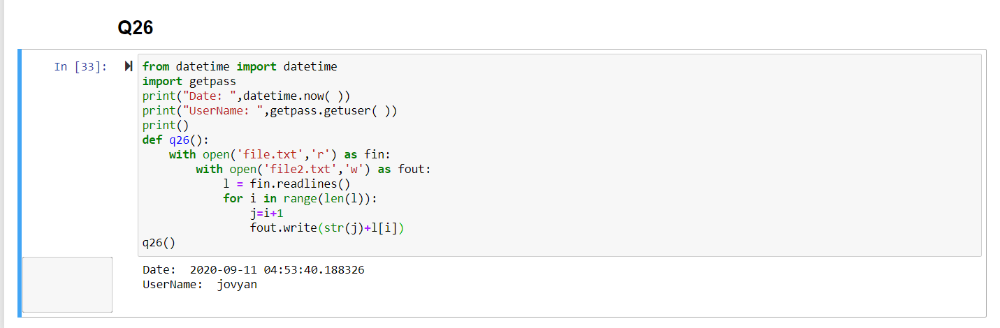 Q26
In [33]:
from datetime import datetime
import getpass
print("Date: ",datetime.now( ))
print("UserName: ",getpass.getuser( ))
print()
def q26():
    with open('file.txt','r') as fin:
        with open('file2.txt','w') as fout:
            l = fin.readlines()
            for i in range(len(l)):
                j=i+1
                fout.write(str(j)+l[i])
q26()
Date:  2020-09-11 04:53:40.188326
UserName:  jovyan